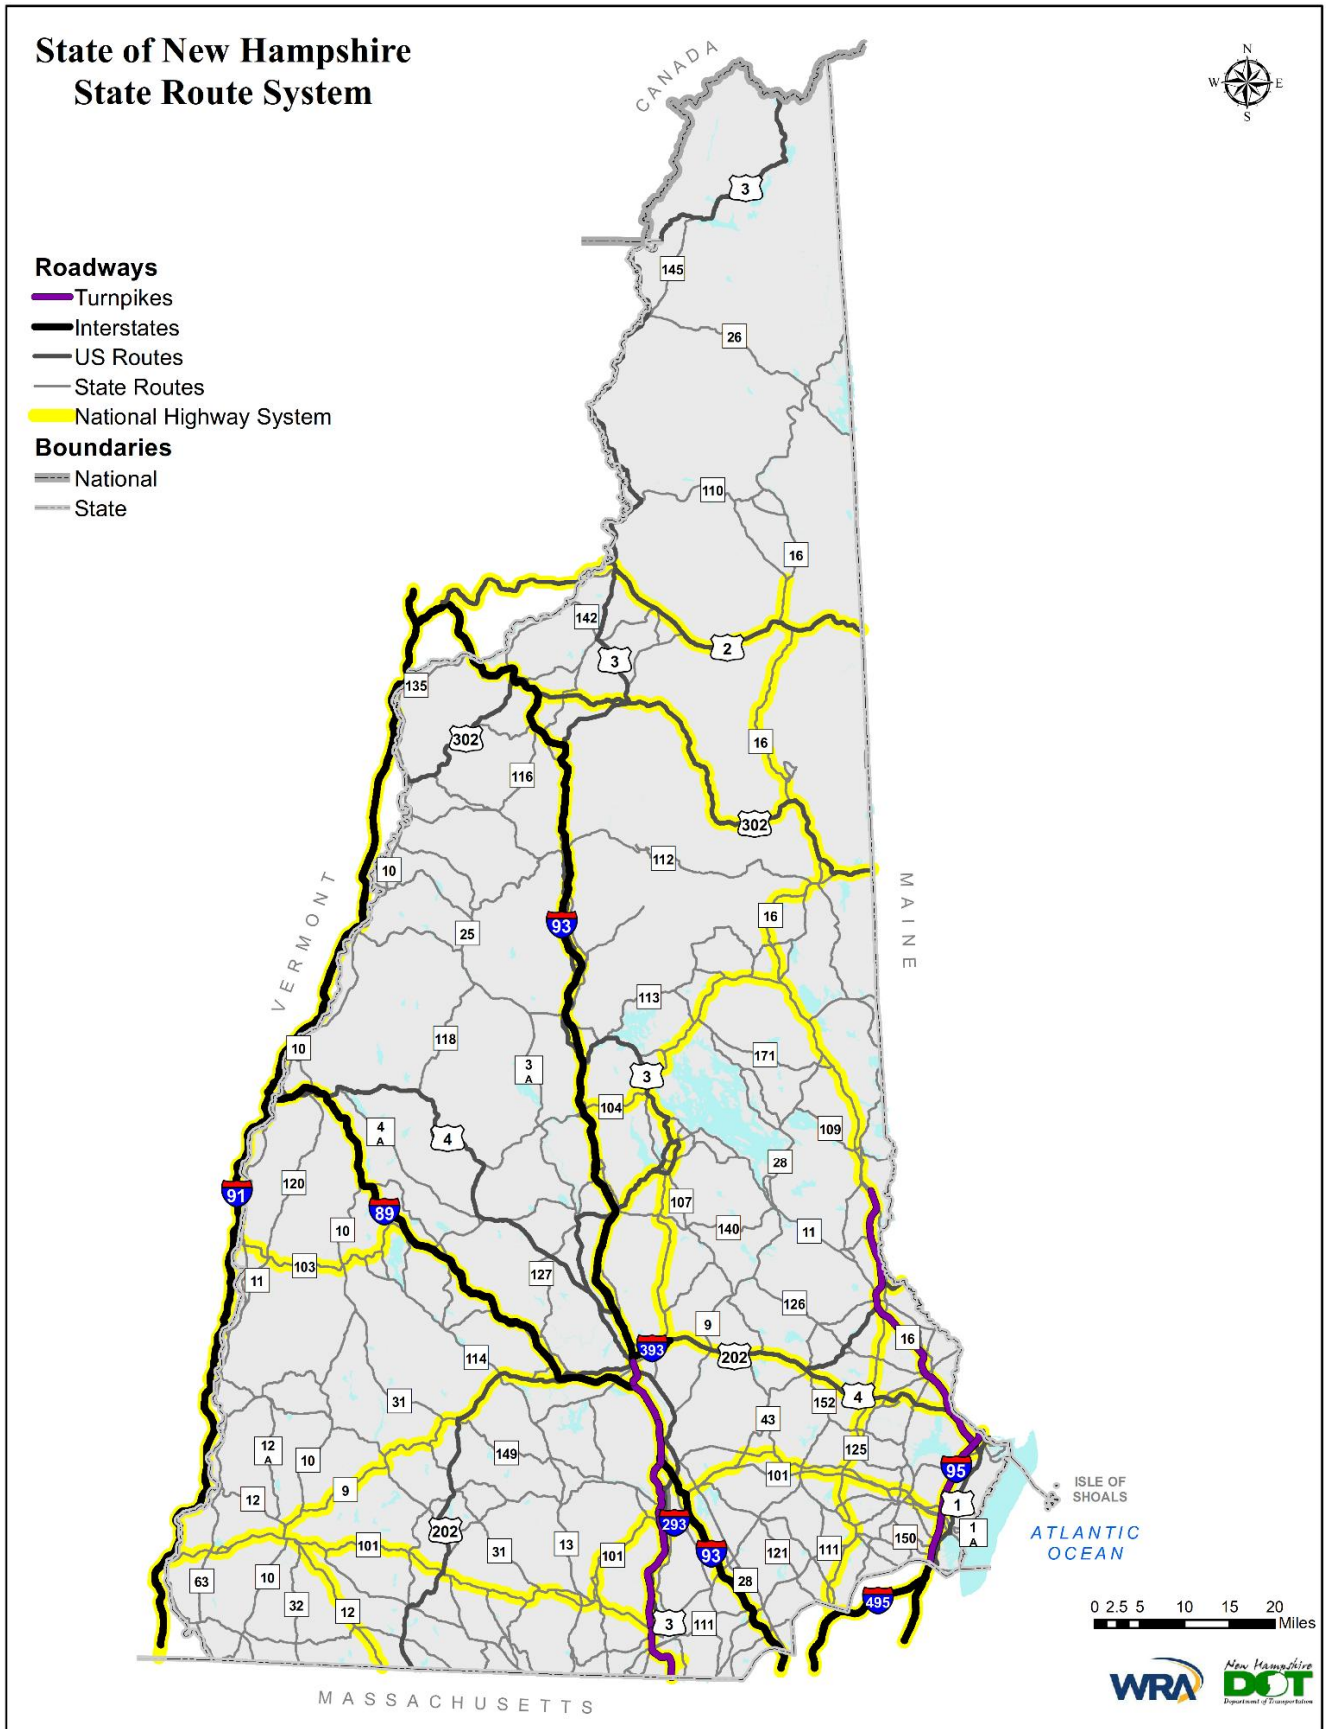 State of New Hampshire
State Route System
N
W E
S
CANADA
3
145
Roadways
Turnpikes
Interstates
US Routes
State Routes
National Highway System
Boundaries
National
State
26
110
16
142
2
3
135
302
16
116
302
112
10
MAINE
VERMONT
16
93
25
113
10
118
171
3
A
3
104
4
A
109
4
28
120
91
107
89
10
140
11
103
127
11
126
9
16
393
202
114
31
152
4
43
12
A
10
149
125
101
95
ISLE OF
SHOALS
9
12
1
202
293
1
A
ATLANTIC
OCEAN
150
101
31
13
101
93
121
111
63
10
28
32
12
495
3
111
0 2.5 5 10 15 20
Miles
MASSACHUSETTS
WRA
New Hampshire
DOT
Department of Transportation